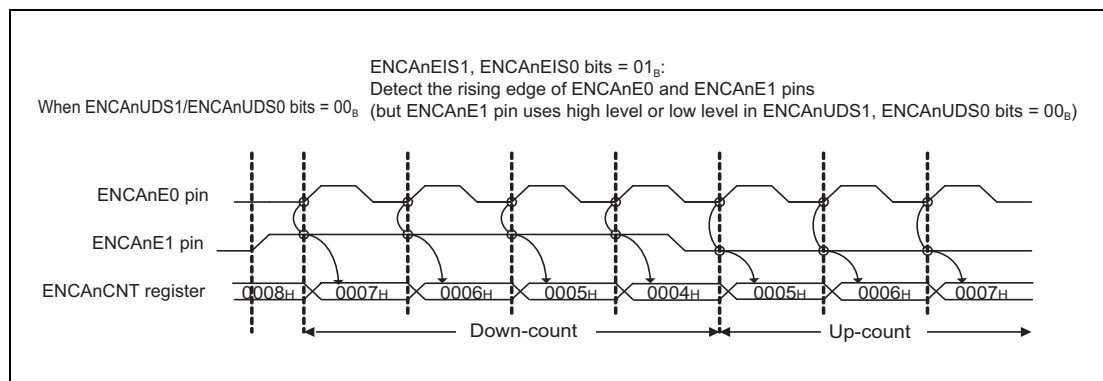 ENCAnEIS1, ENCAnEIS0 bits = 01B:
Detect the rising edge of ENCAnE0 and ENCAnE1 pins
When ENCAnUDS1/ENCAnUDS0 bits = 00B (but ENCAnE1 pin uses high level or low level in ENCAnUDS1, ENCAnUDS0 bits = 00B)
ENCAnE0 pin
ENCAnE1 pin
ENCAnCNT register 0008H 0007H 0006H 0005H 0004H 0005H 0006H 0007H
Down-count Up-count